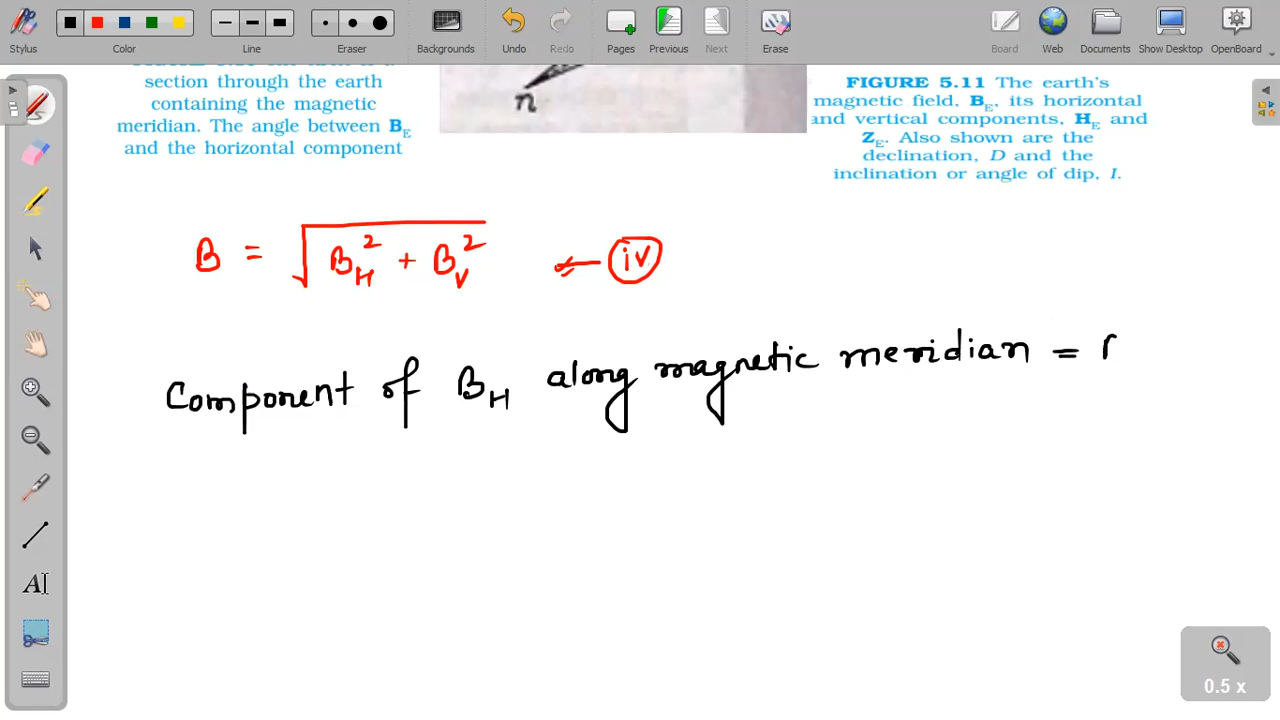 Stylus
Color
Line
Eraser
Backgrounds
Undo
Redo
Pages
Previous
Next
Erase
Board
Web
Documents
Show Desktop
OpenBoard
section through the earth
containing the magnetic
meridian. The angle between B_E
and the horizontal component
n
FIGURE 5.11 The earth's
magnetic field, B_E, its horizontal
and vertical components, H_E and
Z_E. Also shown are the
declination, D and the
inclination or angle of dip, I.
B = √(B_H² + B_V²) ← (iv)
Component of B_H along magnetic meridian =
0.5 x